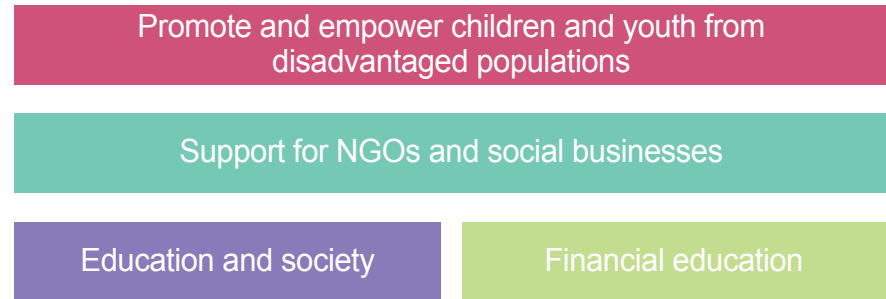 Promote and empower children and youth from
disadvantaged populations
Support for NGOs and social businesses
Education and society
Financial education